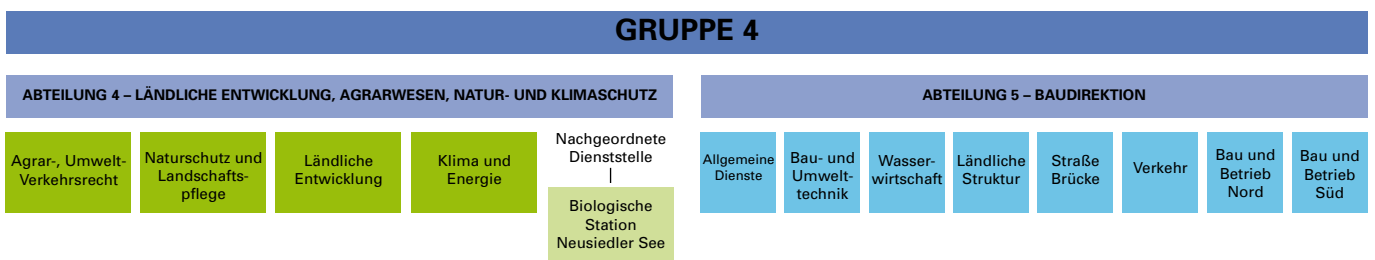 GRUPPE 4
ABTEILUNG 4 – LÄNDLICHE ENTWICKLUNG, AGRARWESEN, NATUR- UND KLIMASCHUTZ
Agrar-, Umwelt-
Verkehrsrecht
Naturschutz und
Landschafts-
pflege
Ländliche
Entwicklung
Klima und
Energie
Nachgeordnete
Dienststelle
Biologische
Station
Neusiedler See
ABTEILUNG 5 – BAUDIREKTION
Allgemeine
Dienste
Bau- und
Umwelt-
technik
Wasser-
wirtschaft
Ländliche
Struktur
Straße
Brücke
Verkehr
Bau und
Betrieb
Nord
Bau und
Betrieb
Süd